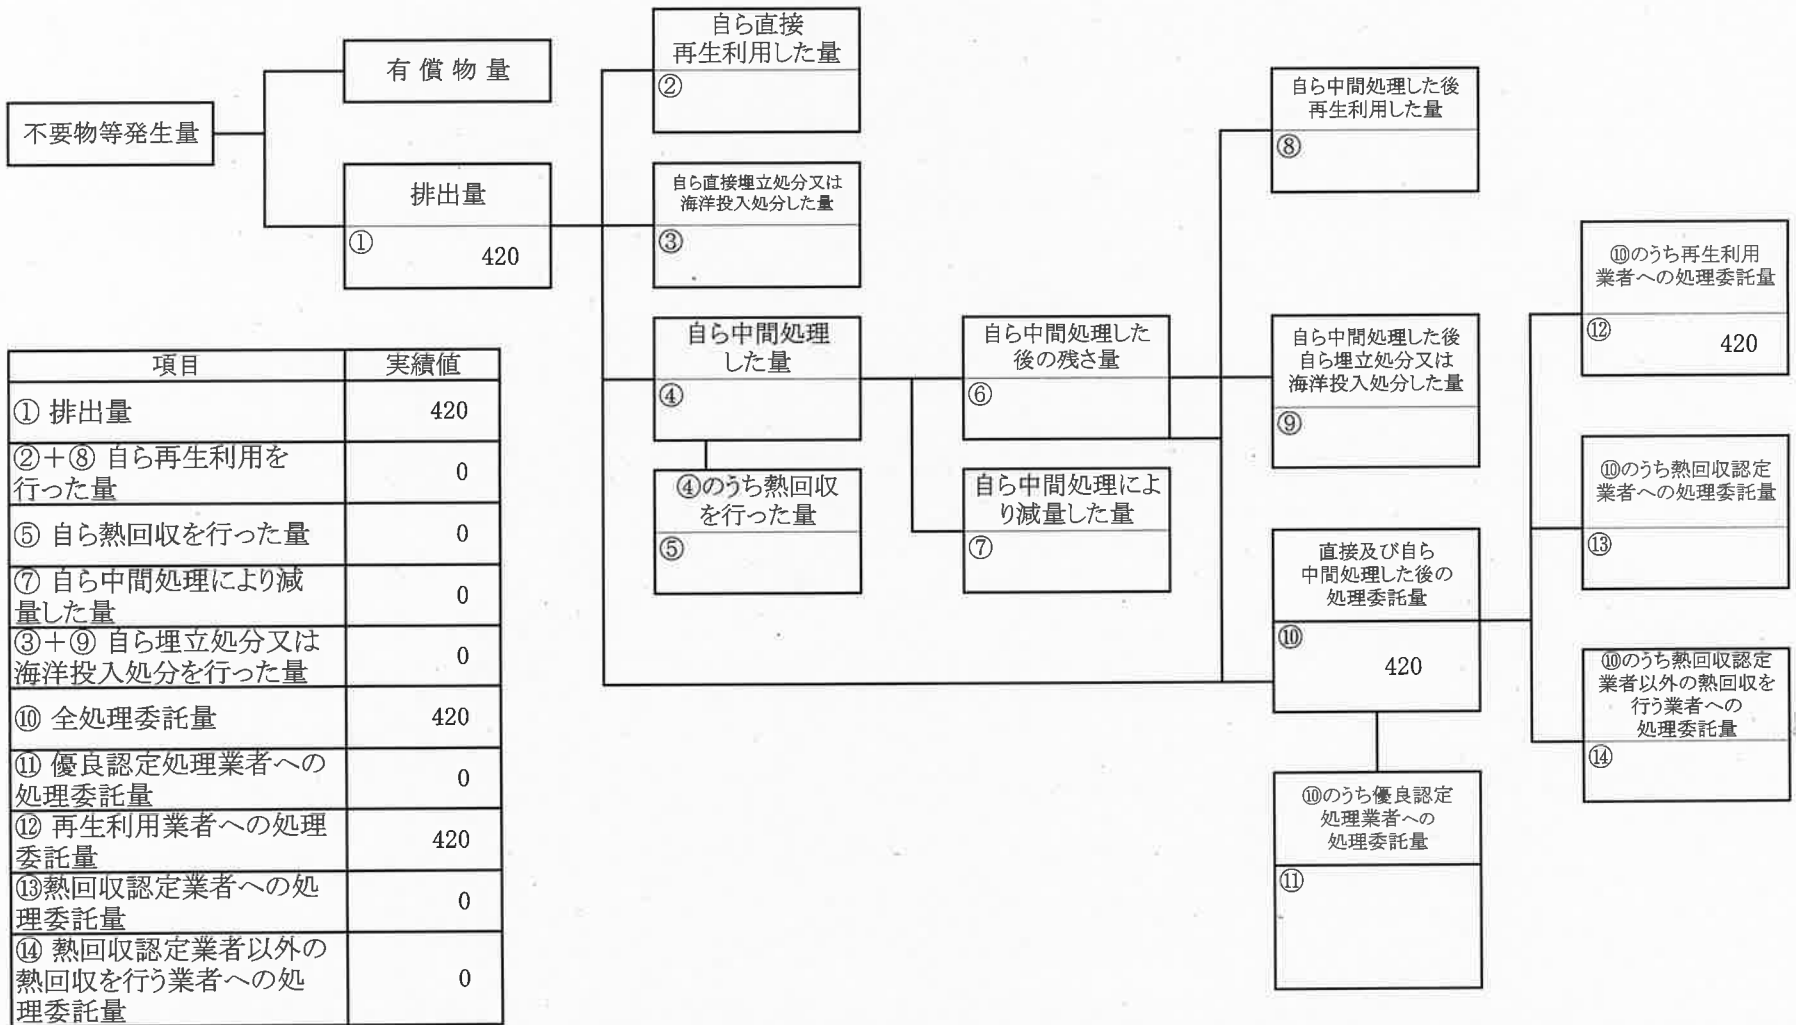 不要物等発生量
有償物量
排出量
①
420
自ら直接
再生利用した量
②
自ら直接埋立処分又は
海洋投入処分した量
③
自ら中間処理
した量
④
④のうち熱回収
を行った量
⑤
自ら中間処理した
後の残さ量
⑥
自ら中間処理によ
り減量した量
⑦
自ら中間処理した後
再生利用した量
⑧
自ら中間処理した後
自ら埋立処分又は
海洋投入処分した量
⑨
直接及び自ら
中間処理した後の
処理委託量
⑩
420
⑩のうち優良認定
処理業者への
処理委託量
⑪
⑩のうち再生利用
業者への処理委託量
⑫
420
⑩のうち熱回収認定
業者への処理委託量
⑬
⑩のうち熱回収認定
業者以外の熱回収を
行う業者への
処理委託量
⑭
項目 実績値
① 排出量 420
②+⑧ 自ら再生利用を
行った量 0
⑤ 自ら熱回収を行った量 0
⑦ 自ら中間処理により減
量した量 0
③+⑨ 自ら埋立処分又は
海洋投入処分を行った量 0
⑩ 全処理委託量 420
⑪ 優良認定処理業者への
処理委託量 0
⑫ 再生利用業者への処理
委託量 420
⑬熱回収認定業者への処
理委託量 0
⑭ 熱回収認定業者以外の
熱回収を行う業者への処
理委託量 0